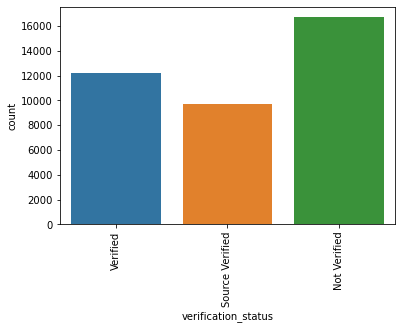 16000
14000
12000
10000
8000
6000
4000
2000
0
count
Verified
Source Verified
Not Verified
verification_status